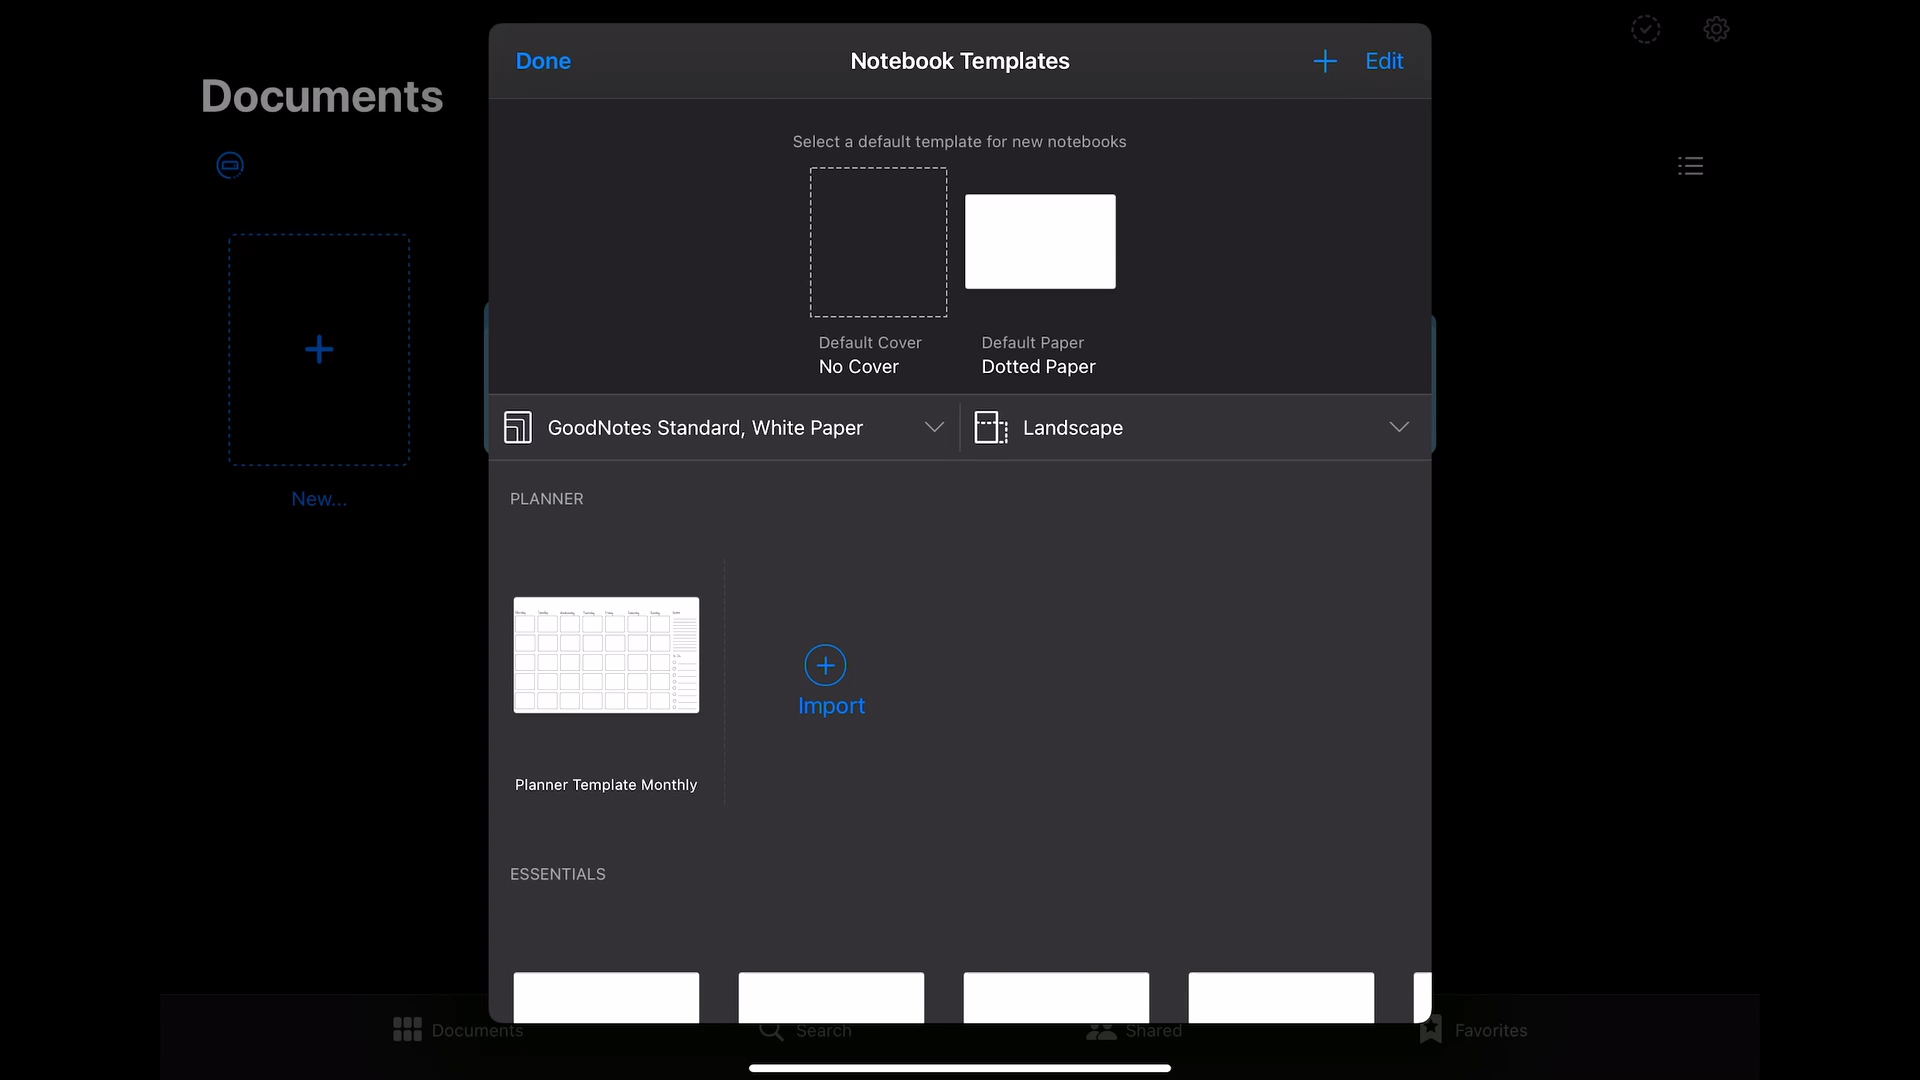 Done
Notebook Templates
Edit
Documents
Select a default template for new notebooks
Default Cover
No Cover
Default Paper
Dotted Paper
GoodNotes Standard, White Paper
Landscape
New...
PLANNER
Import
Planner Template Monthly
ESSENTIALS
Documents
Search
Shared
Favorites